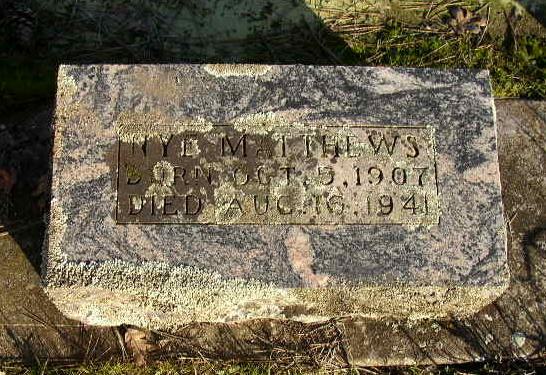 NYE MATTHEWS
BORN OCT. 5, 1907
DIED AUG. 16, 1941